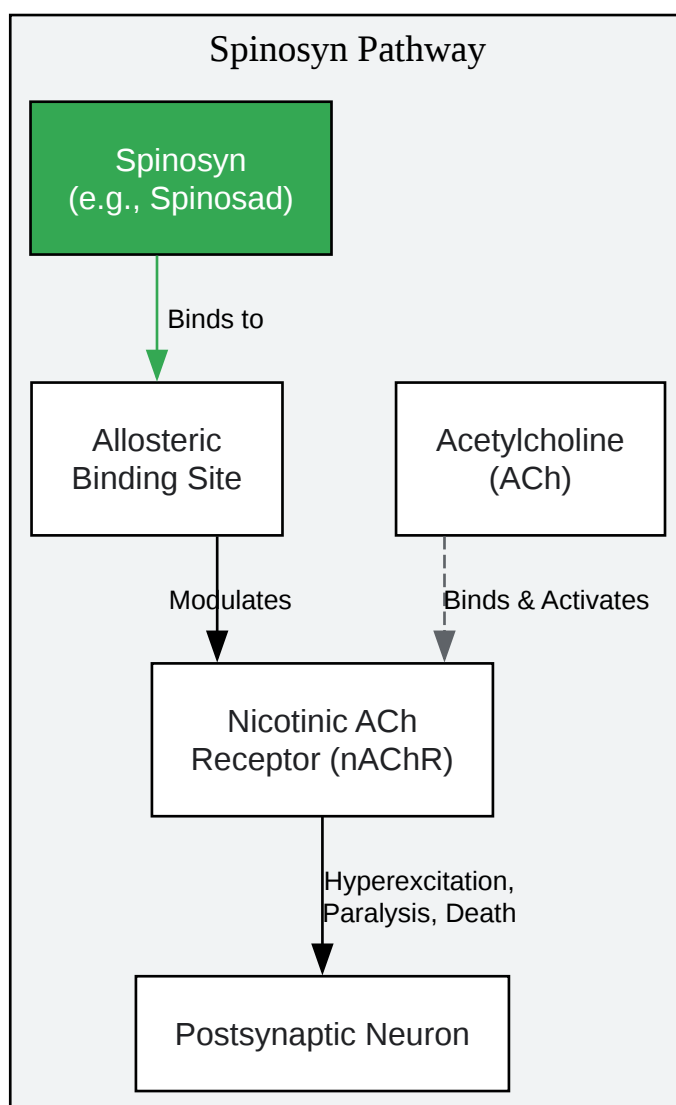 Spinosyn Pathway
Spinosyn
(e.g., Spinosad)
Binds to
Allosteric
Binding Site
Acetylcholine
(ACh)
Modulates
Binds & Activates
Nicotinic ACh
Receptor (nAChR)
Hyperexcitation,
Paralysis, Death
Postsynaptic Neuron